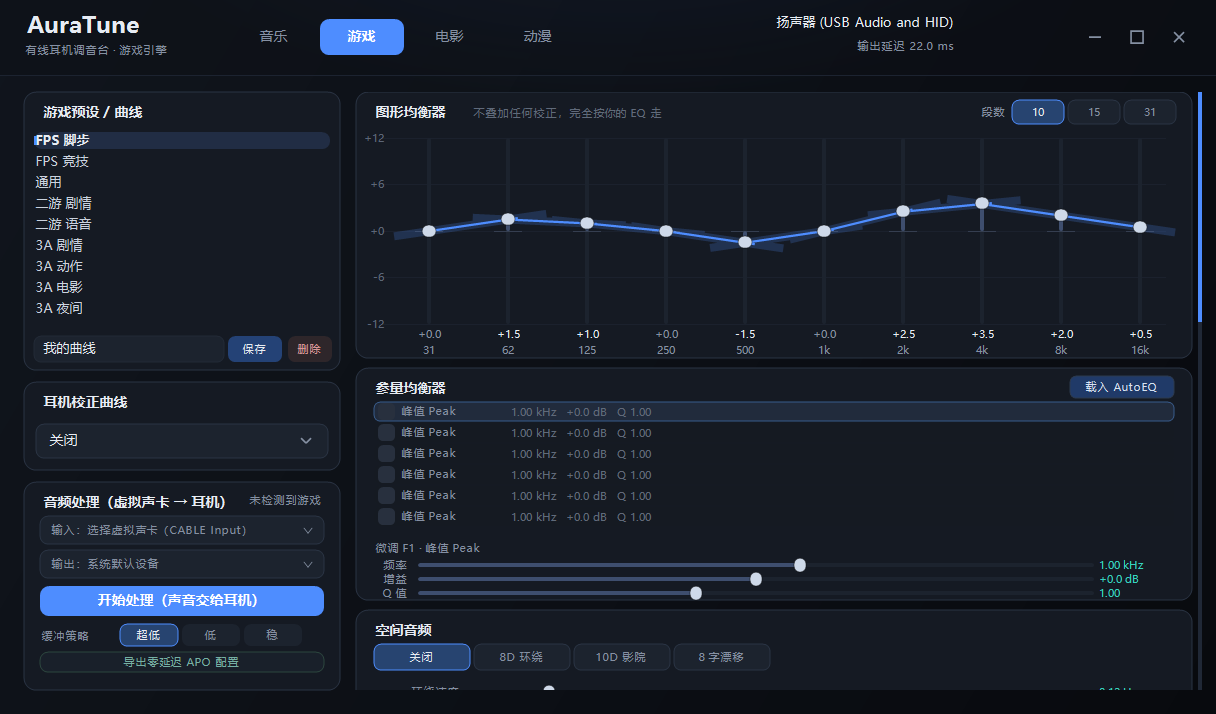 AuraTune
有线耳机调音台 · 游戏引擎
音乐
游戏
电影
动漫
扬声器 (USB Audio and HID)
输出延迟 22.0 ms
游戏预设 / 曲线
FPS 脚步
FPS 竞技
通用
二游 剧情
二游 语音
3A 剧情
3A 动作
3A 电影
3A 夜间
我的曲线
保存
删除
耳机校正曲线
关闭
音频处理（虚拟声卡 → 耳机）
未检测到游戏
输入：选择虚拟声卡（CABLE Input）
输出：系统默认设备
开始处理（声音交给耳机）
缓冲策略
超低
低
稳
导出零延迟 APO 配置
图形均衡器
不叠加任何校正，完全按你的 EQ 走
段数
10
15
31
+12
+6
+0
-6
-12
+0.0 +1.5 +1.0 +0.0 -1.5 +0.0 +2.5 +3.5 +2.0 +0.5
31 62 125 250 500 1k 2k 4k 8k 16k
参量均衡器
载入 AutoEQ
峰值 Peak 1.00 kHz +0.0 dB Q 1.00
峰值 Peak 1.00 kHz +0.0 dB Q 1.00
峰值 Peak 1.00 kHz +0.0 dB Q 1.00
峰值 Peak 1.00 kHz +0.0 dB Q 1.00
峰值 Peak 1.00 kHz +0.0 dB Q 1.00
峰值 Peak 1.00 kHz +0.0 dB Q 1.00
微调 F1 · 峰值 Peak
频率 1.00 kHz
增益 +0.0 dB
Q 值 1.00
空间音频
关闭
8D 环绕
10D 影院
8 字漂移